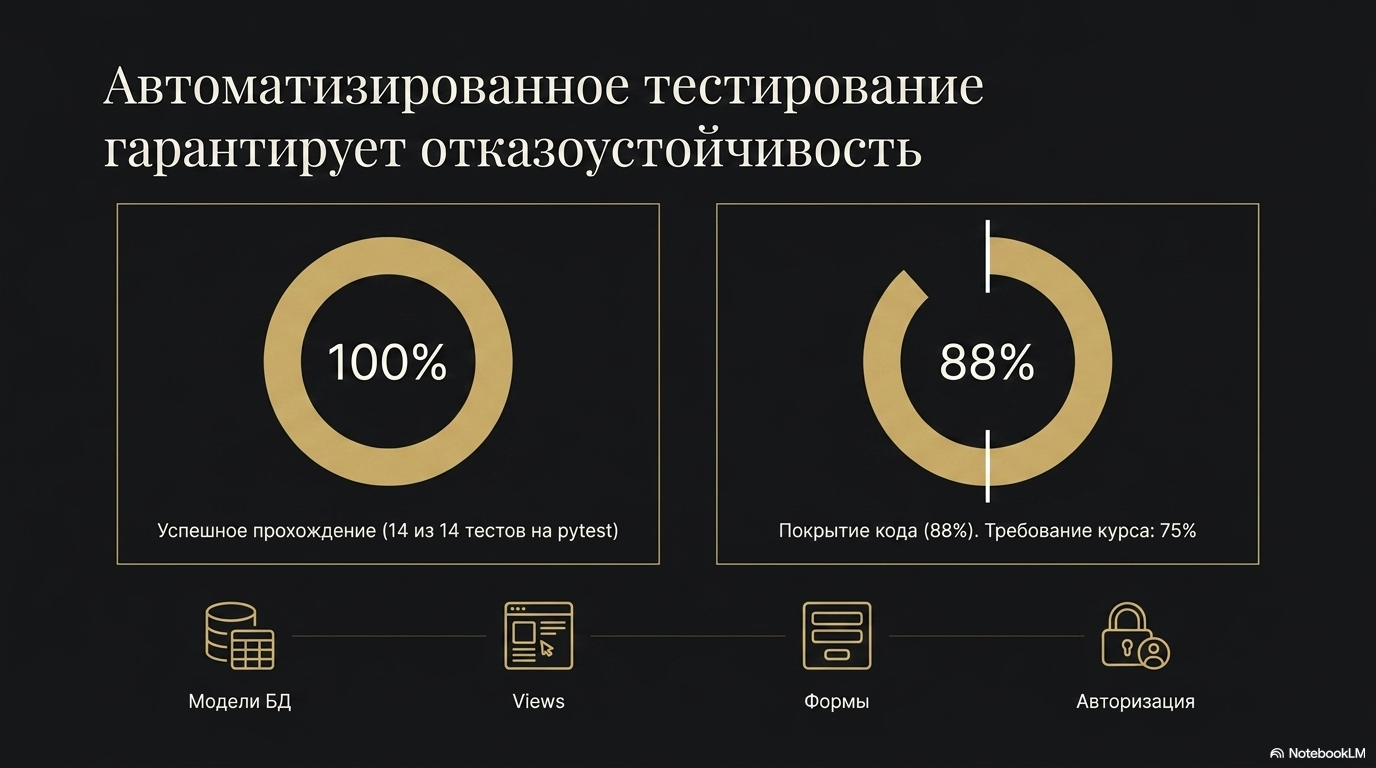 Автоматизированное тестирование
гарантирует отказоустойчивость
100%
88%
Успешное прохождение (14 из 14 тестов на pytest)
Покрытие кода (88%). Требование курса: 75%
Модели БД
Views
Формы
Авторизация
NotebookLM